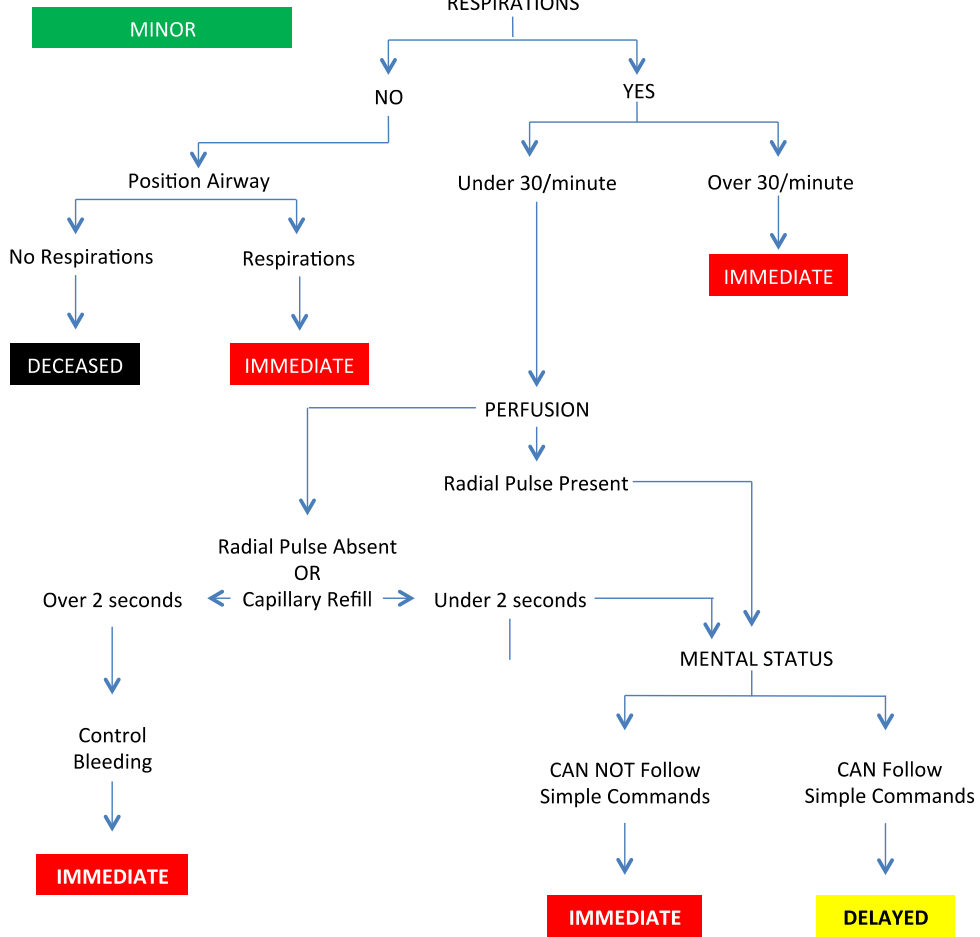 RESPIRATIONS
MINOR
NO
YES
Position Airway
Under 30/minute
Over 30/minute
No Respirations
Respirations
IMMEDIATE
DECEASED
IMMEDIATE
PERFUSION
Radial Pulse Present
Radial Pulse Absent
OR
Over 2 seconds
Capillary Refill
Under 2 seconds
MENTAL STATUS
Control
Bleeding
CAN NOT Follow
Simple Commands
CAN Follow
Simple Commands
IMMEDIATE
IMMEDIATE
DELAYED